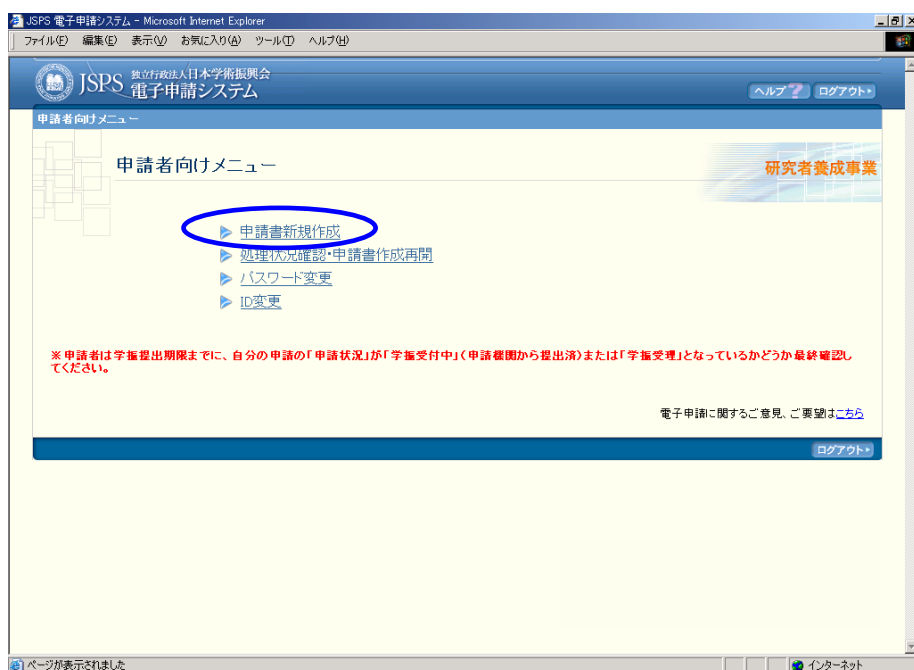 JSPS 電子申請システム - Microsoft Internet Explorer
ファイル(F) 編集(E) 表示(V) お気に入り(A) ツール(T) ヘルプ(H)
JSPS 独立行政法人日本学術振興会
電子申請システム
ヘルプ ? ログアウト
申請者向けメニュー
申請者向けメニュー
研究者養成事業
申請書新規作成
処理状況確認・申請書作成再開
パスワード変更
ID変更
※申請者は学振提出期限までに、自分の申請の「申請状況」が「学振受付中」(申請機関から提出済)または「学振受理」となっているかどうか最終確認し
てください。
電子申請に関するご意見、ご要望はこちら
ログアウト
ページが表示されました
インターネット